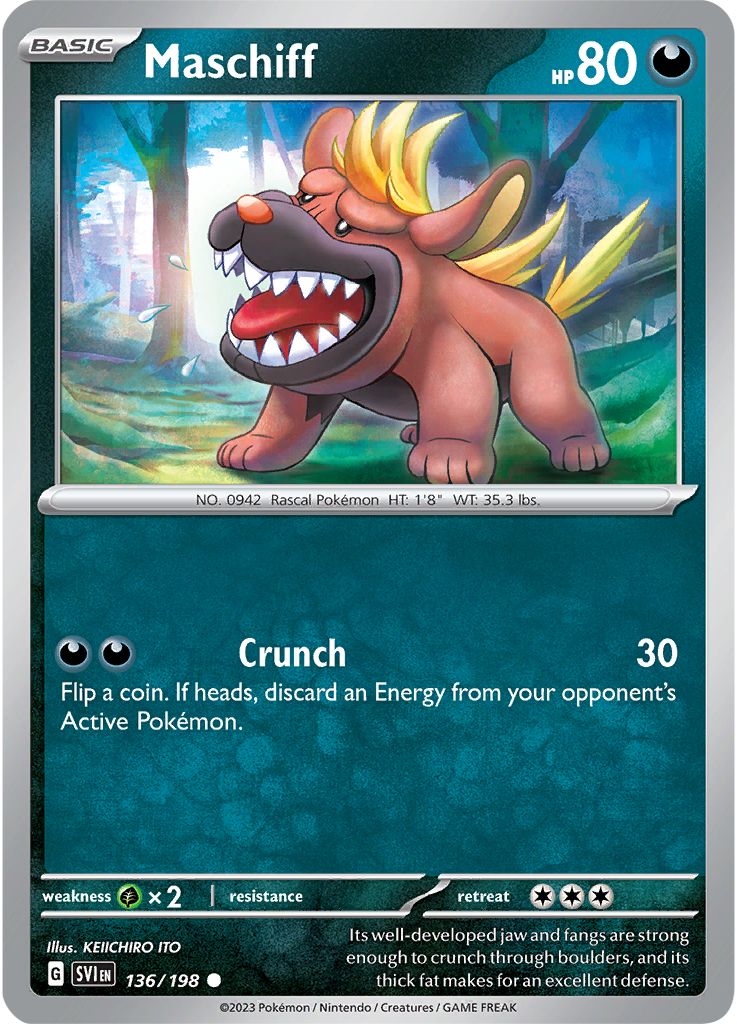 BASIC Maschiff HP 80
NO. 0942 Rascal Pokémon HT: 1'8" WT: 35.3 lbs.
Crunch 30
Flip a coin. If heads, discard an Energy from your opponent's
Active Pokémon.
weakness ×2 resistance retreat
Illus. KEIICHIRO ITO
G SVI EN 136/198
Its well-developed jaw and fangs are strong
enough to crunch through boulders, and its
thick fat makes for an excellent defense.
©2023 Pokémon / Nintendo / Creatures / GAME FREAK